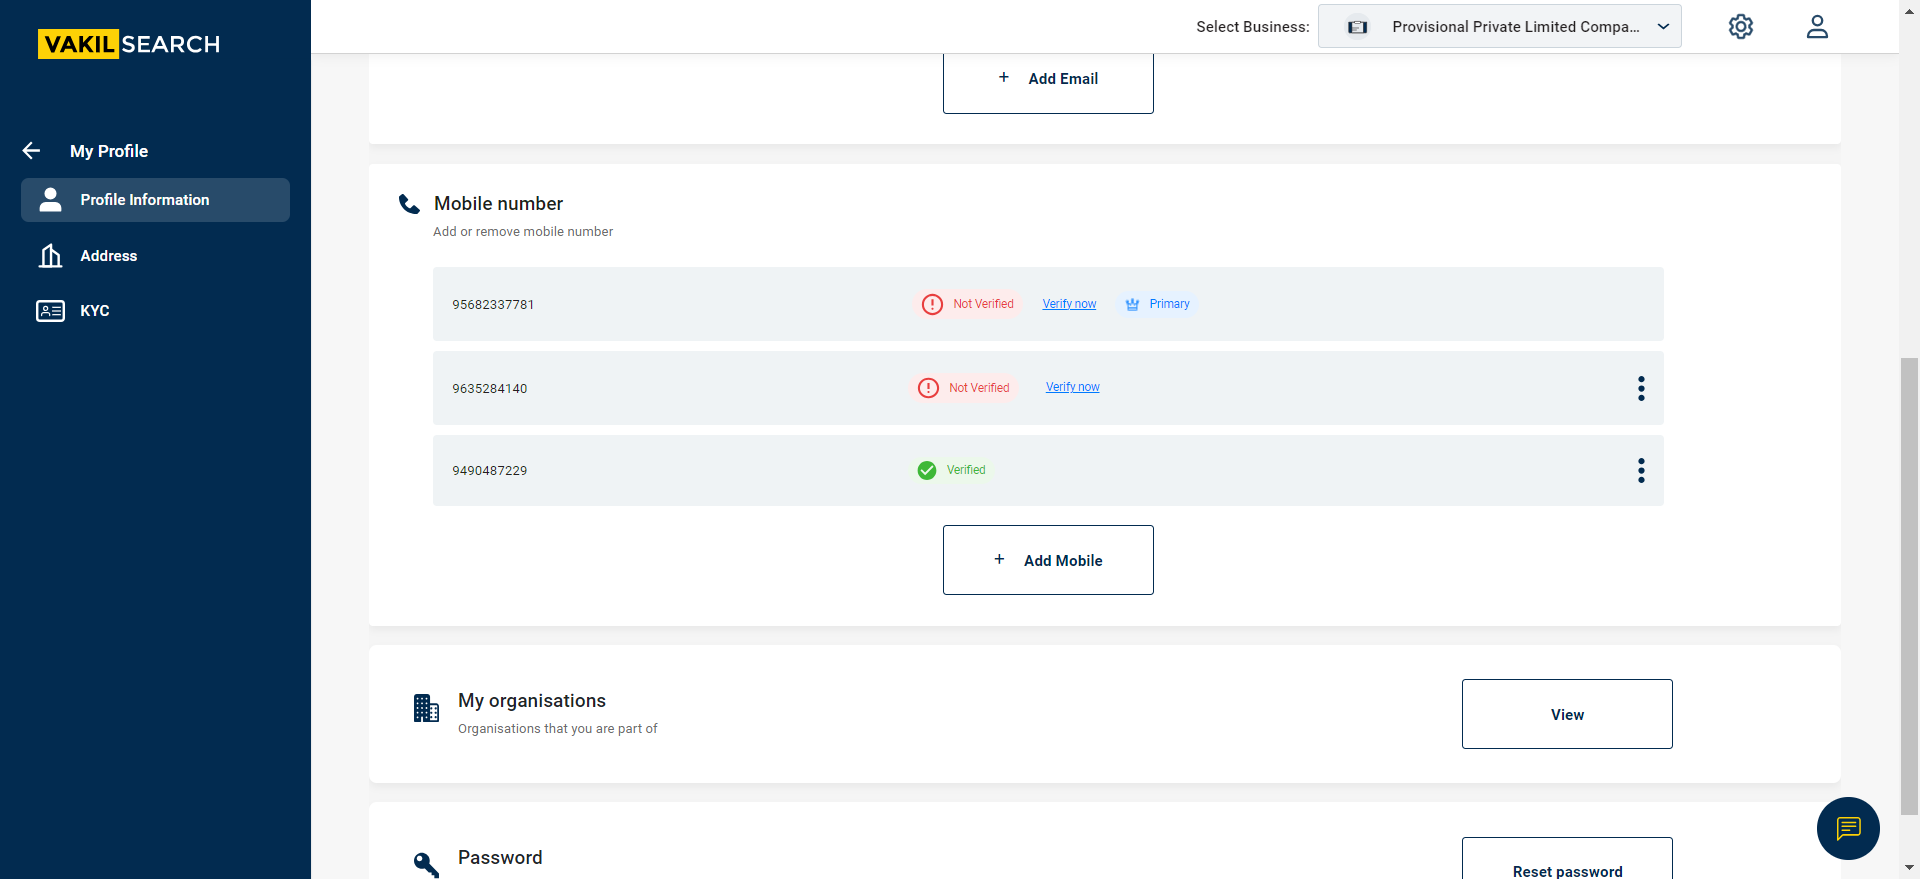 VAKILSEARCH
Select Business: Provisional Private Limited Compa...
My Profile
Profile Information
Address
KYC
+ Add Email
Mobile number
Add or remove mobile number
95682337781 Not Verified Verify now Primary
9635284140 Not Verified Verify now
9490487229 Verified
+ Add Mobile
My organisations
Organisations that you are part of
View
Password
Reset password